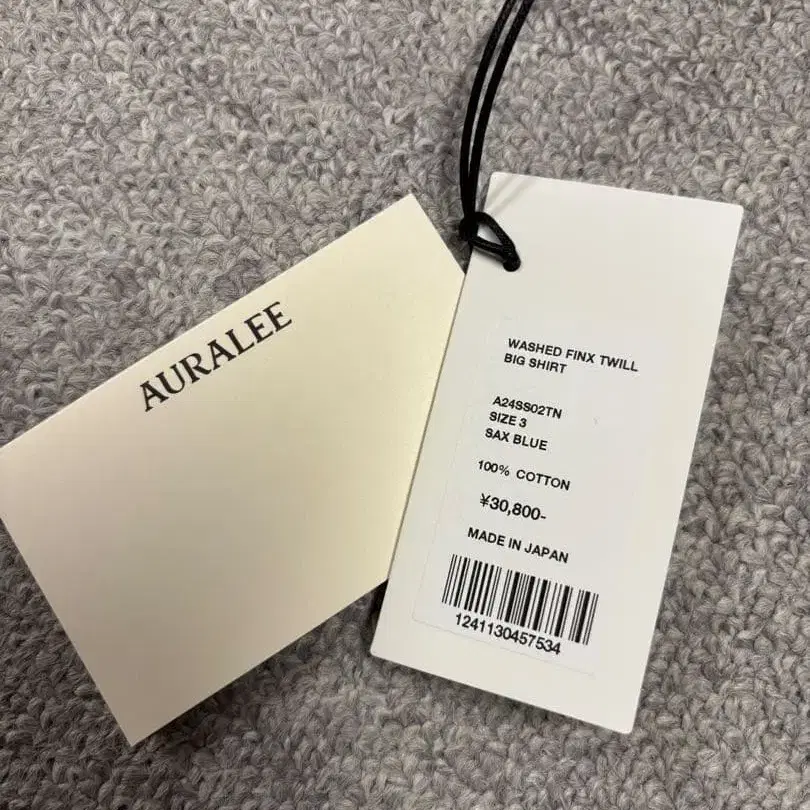 AURALEE
WASHED FINX TWILL
BIG SHIRT
A24SS02TN
SIZE 3
SAX BLUE
100% COTTON
¥30,800-
MADE IN JAPAN
1241130457534